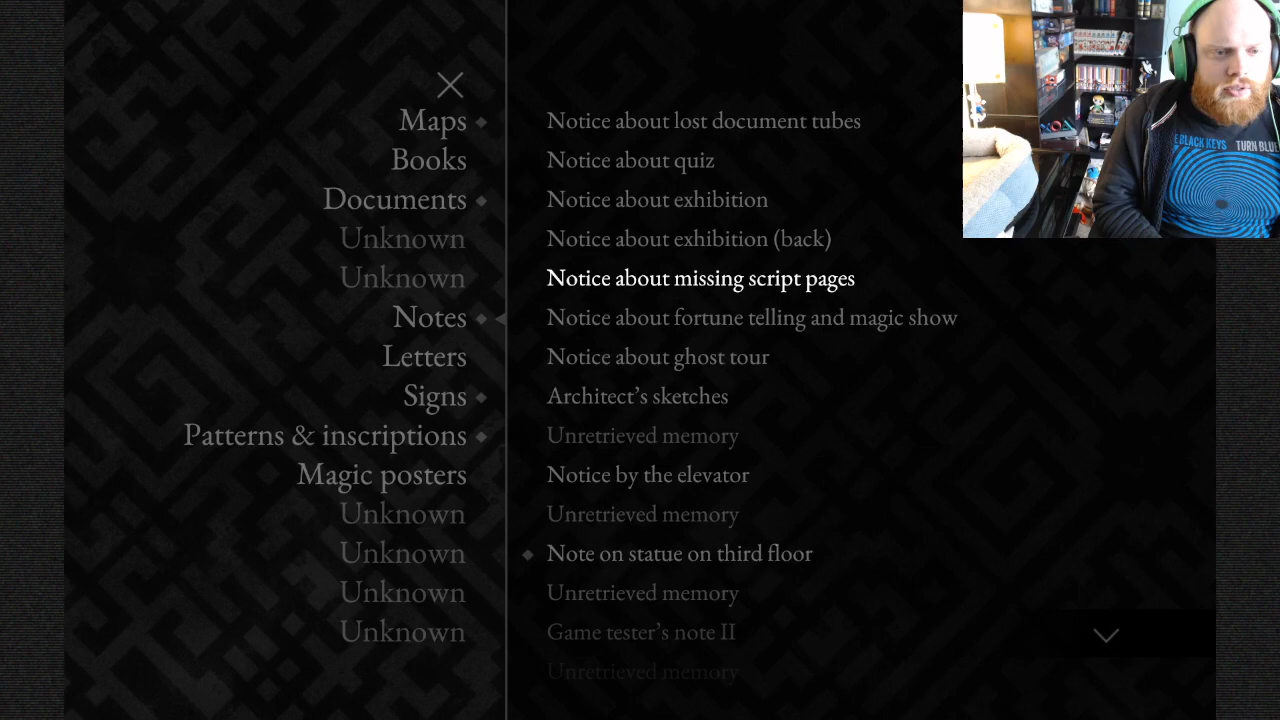 Maps
Books
Documents
Unknown
Unknown
Notes
Letters
Signs
Patterns & inscriptions
Magic posters
Unknown
Unknown
Unknown
Unknown
Notice about lost document tubes
Notice about quiz
Notice about exhibition
Notice about exhibition (back)
Notice about missing script pages
Notice about fortune telling and magic show
Notice about ghost tour
Architect’s sketches
Unretrieved memory
Notice by the elevator
Unretrieved memory
Note on statue on third floor
Unretrieved memory
Game tester’s note II
Unretrieved memory
E BLACK KEYS TURN BLUE